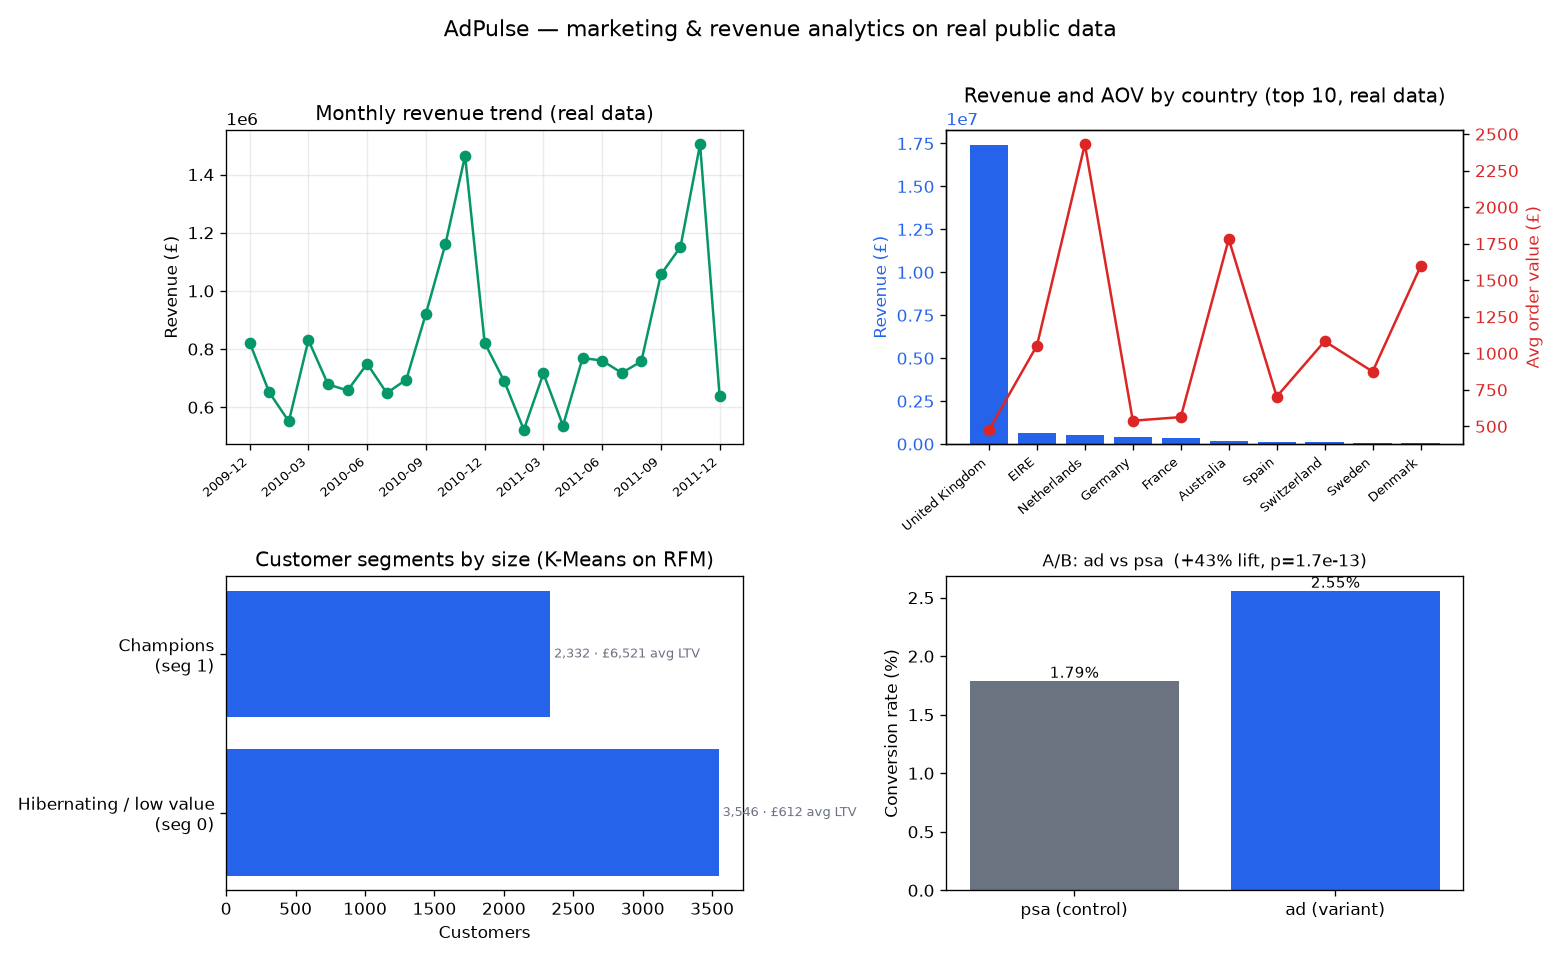 AdPulse — marketing & revenue analytics on real public data
Monthly revenue trend (real data)
1e6
Revenue (£)
1.4
1.2
1.0
0.8
0.6
2009-12
2010-03
2010-06
2010-09
2010-12
2011-03
2011-06
2011-09
2011-12
Revenue and AOV by country (top 10, real data)
1e7
Revenue (£)
1.75
1.50
1.25
1.00
0.75
0.50
0.25
0.00
2500
2250
2000
1750
1500
1250
1000
750
500
Avg order value (£)
United Kingdom
EIRE
Netherlands
Germany
France
Australia
Spain
Switzerland
Sweden
Denmark
Customer segments by size (K-Means on RFM)
Champions
(seg 1)
2,332 · £6,521 avg LTV
Hibernating / low value
(seg 0)
3,546 · £612 avg LTV
0
500
1000
1500
2000
2500
3000
3500
Customers
A/B: ad vs psa (+43% lift, p=1.7e-13)
Conversion rate (%)
2.5
2.0
1.5
1.0
0.5
0.0
1.79%
2.55%
psa (control)
ad (variant)